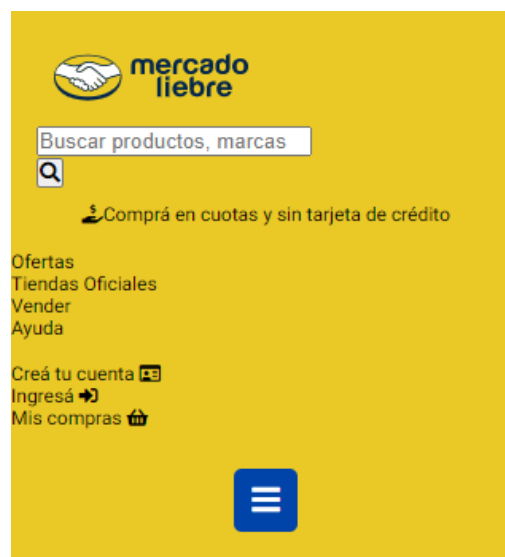 mercado
liebre
Buscar productos, marcas
$
Comprá en cuotas y sin tarjeta de crédito
Ofertas
Tiendas Oficiales
Vender
Ayuda
Creá tu cuenta
Ingresá
Mis compras